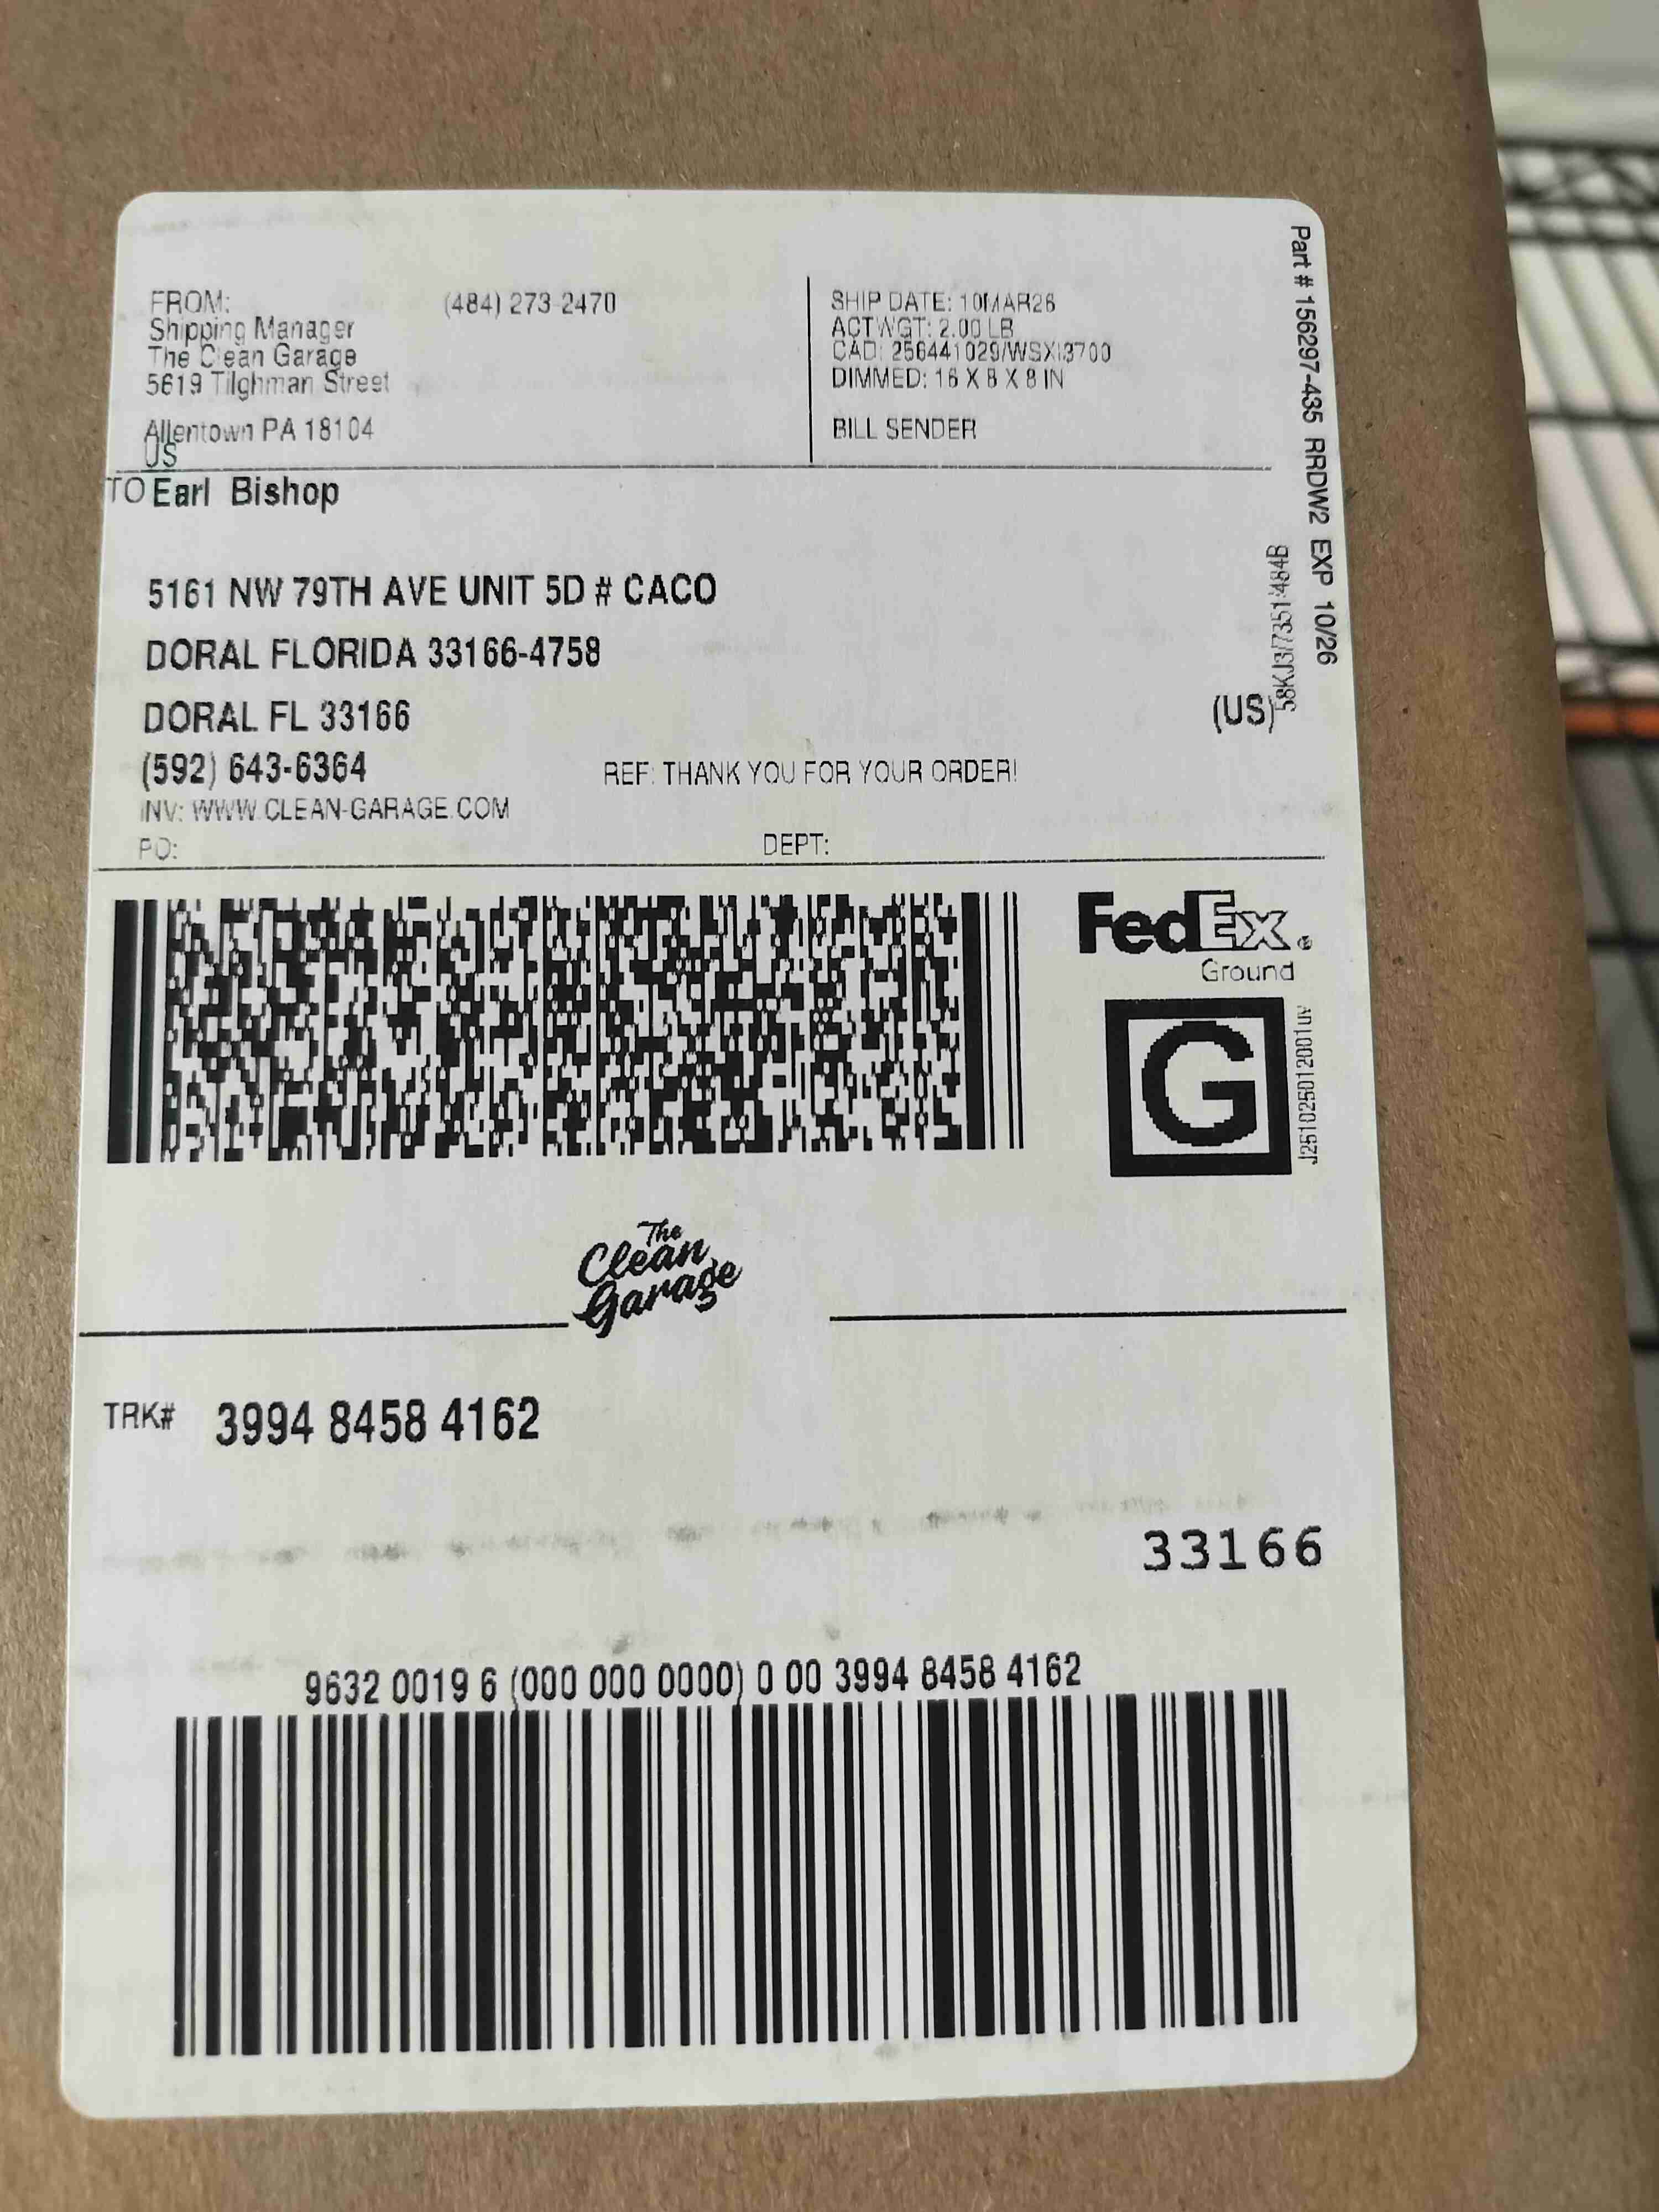 FROM: (484) 273-2470
Shipping Manager
The Clean Garage
5619 Tilghman Street
Allentown PA 18104
US
SHIP DATE: 10MAR26
ACTWGT: 2.00 LB
CAD: 256441029/WSXI3700
DIMMED: 16 X 8 X 8 IN
BILL SENDER
Part # 156297-435 RRDW2 EXP 10/26
TO Earl Bishop
5161 NW 79TH AVE UNIT 5D # CACO
DORAL FLORIDA 33166-4758
DORAL FL 33166
(US)
(592) 643-6364
REF: THANK YOU FOR YOUR ORDER!
INV: WWW.CLEAN-GARAGE.COM
PO: DEPT:
FedEx®
Ground
G
J251025012001uv
The
Clean
Garage
TRK# 3994 8458 4162
33166
9632 0019 6 (000 000 0000) 0 00 3994 8458 4162